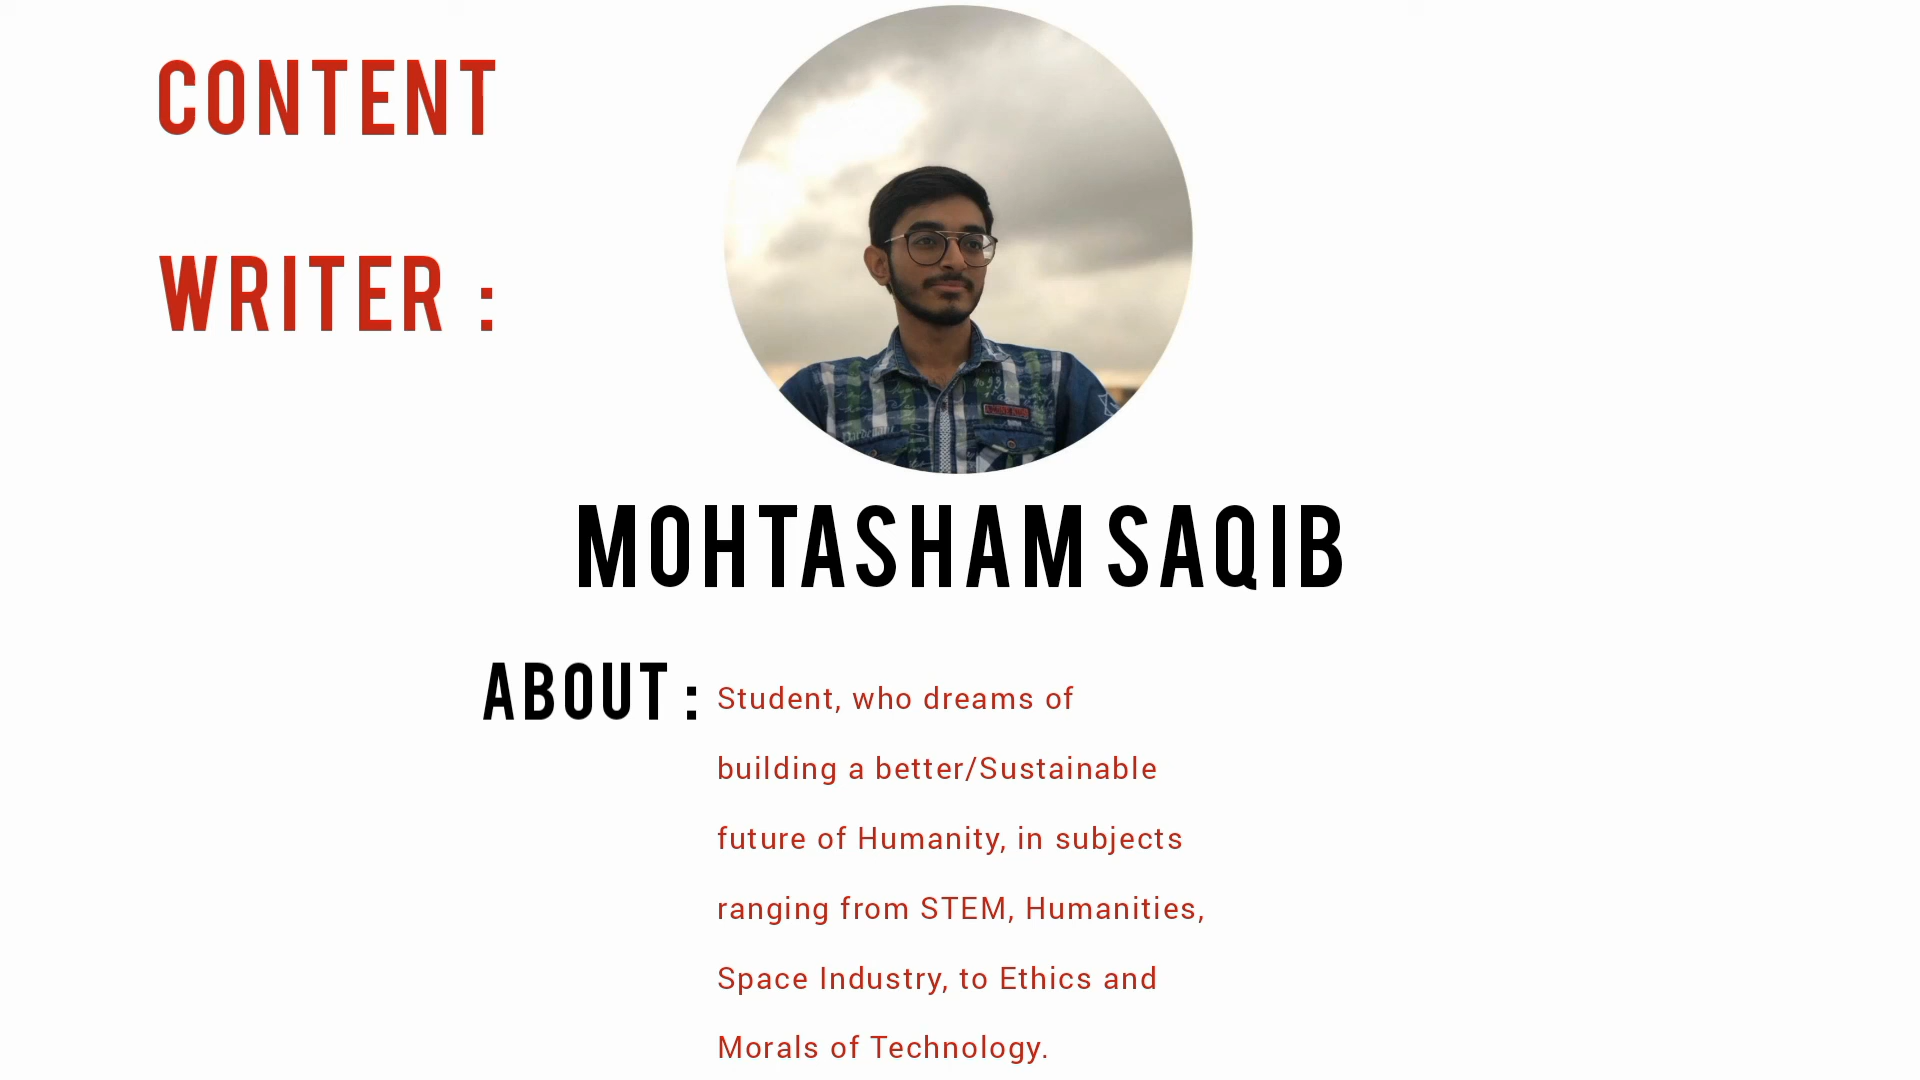 CONTENT
WRITER :
MOHTASHAM SAQIB
ABOUT :
Student, who dreams of
building a better/Sustainable
future of Humanity, in subjects
ranging from STEM, Humanities,
Space Industry, to Ethics and
Morals of Technology.